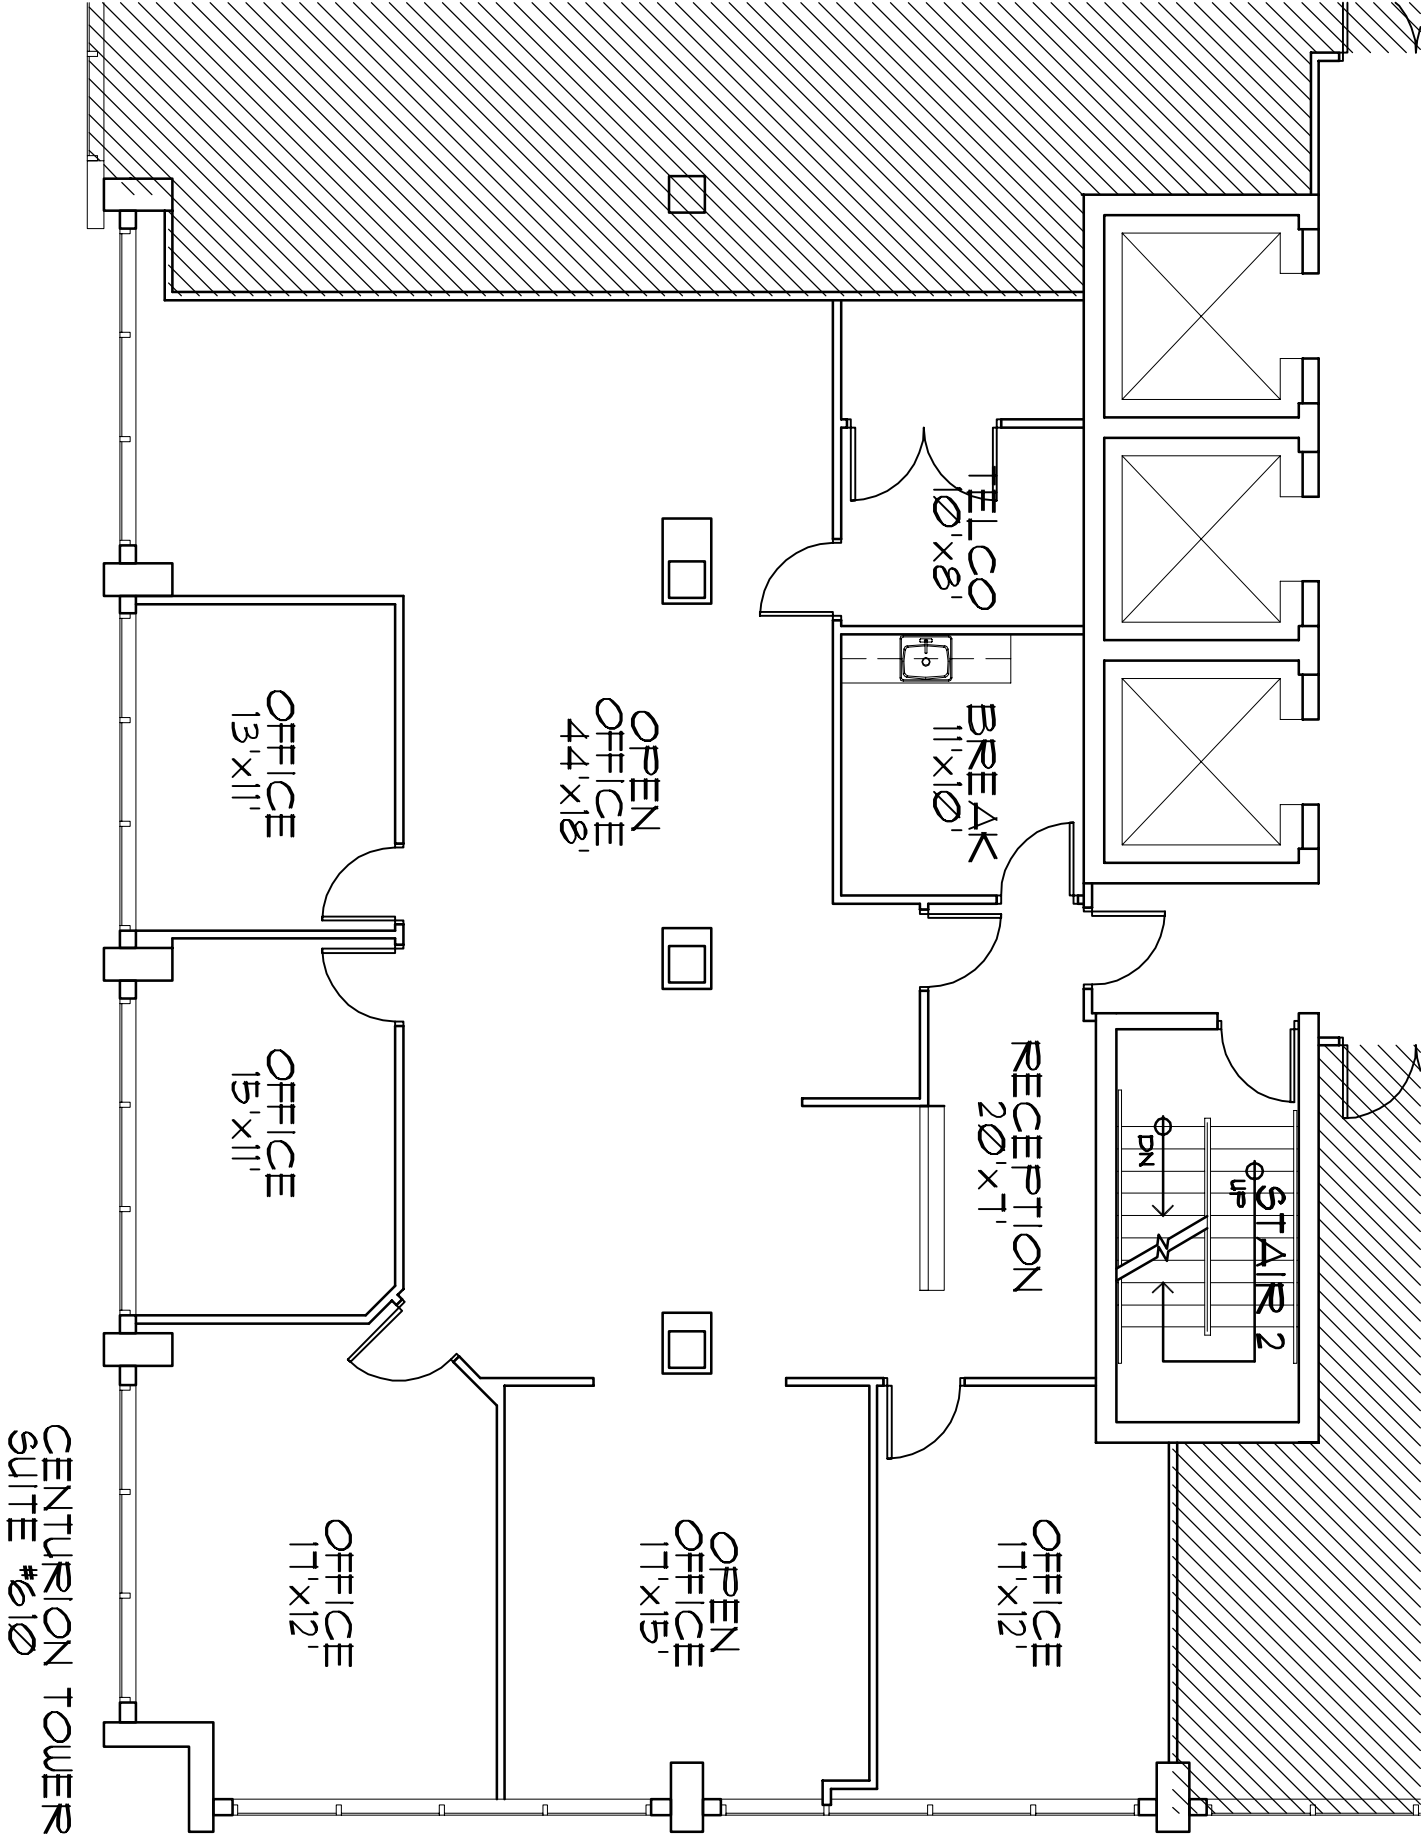 STAIR 2
UP
DN
TELCO
10'x8'
BREAK
11'x10'
RECEPTION
20'x7'
OFFICE
17'x12'
OPEN
OFFICE
44'x18'
OPEN
OFFICE
17'x15'
OFFICE
13'x11'
OFFICE
15'x11'
OFFICE
17'x12'
CENTURION TOWER
SUITE #610